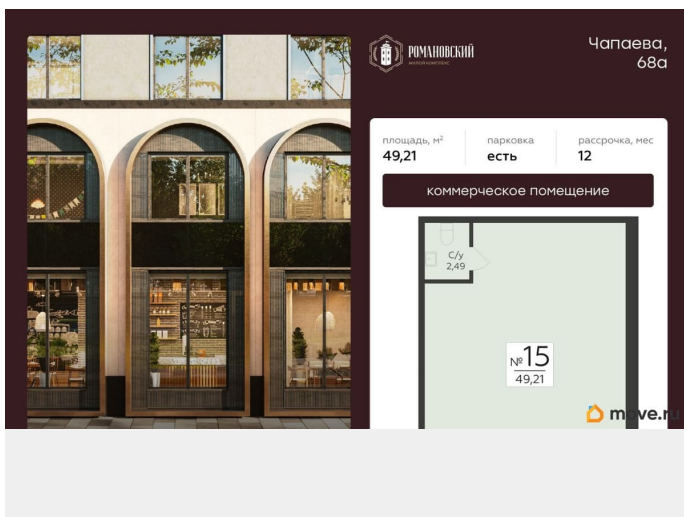 РОМАНОВСКИЙ
ЖИЛОЙ КОМПЛЕКС
Чапаева,
68а
площадь, м²
49,21
парковка
есть
рассрочка, мес
12
коммерческое помещение
С/у
2,49
№15
49,21
move.ru